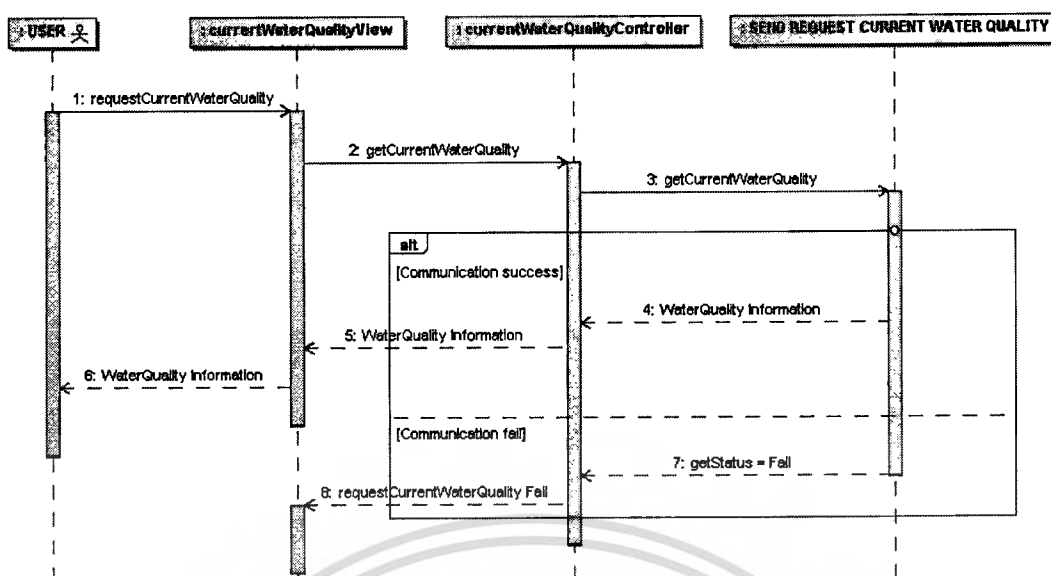 : USER
: currentWaterQualityView
: currentWaterQualityController
: SEND REQUEST CURRENT WATER QUALITY
1: requestCurrentWaterQuality
2: getCurrentWaterQuality
3: getCurrentWaterQuality
alt
[Communication success]
4: WaterQuality Information
5: WaterQuality Information
6: WaterQuality Information
[Communication fail]
7: getStatus = Fail
8: requestCurrentWaterQuality Fail